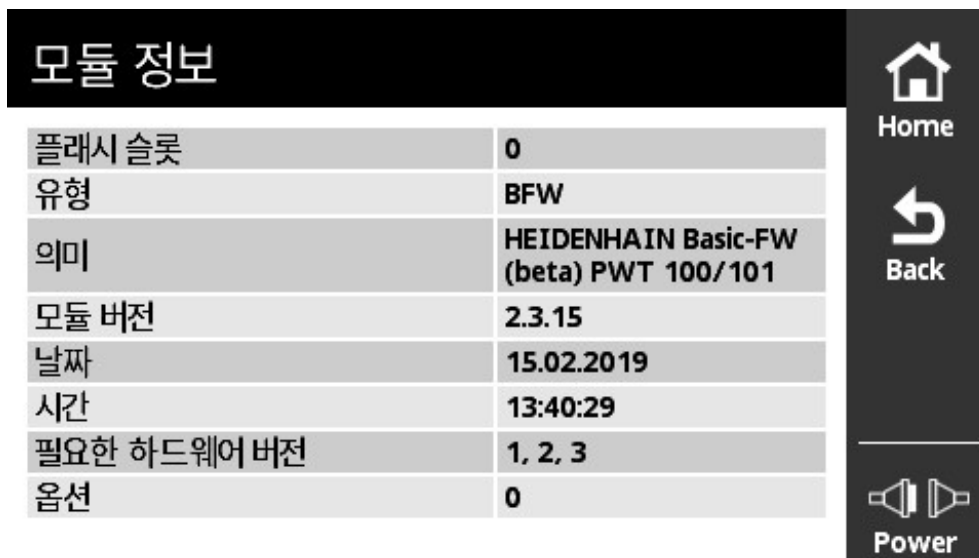 모듈 정보
플래시 슬롯 0
유형 BFW
의미 HEIDENHAIN Basic-FW
(beta) PWT 100/101
모듈 버전 2.3.15
날짜 15.02.2019
시간 13:40:29
필요한 하드웨어 버전 1, 2, 3
옵션 0
Home
Back
Power